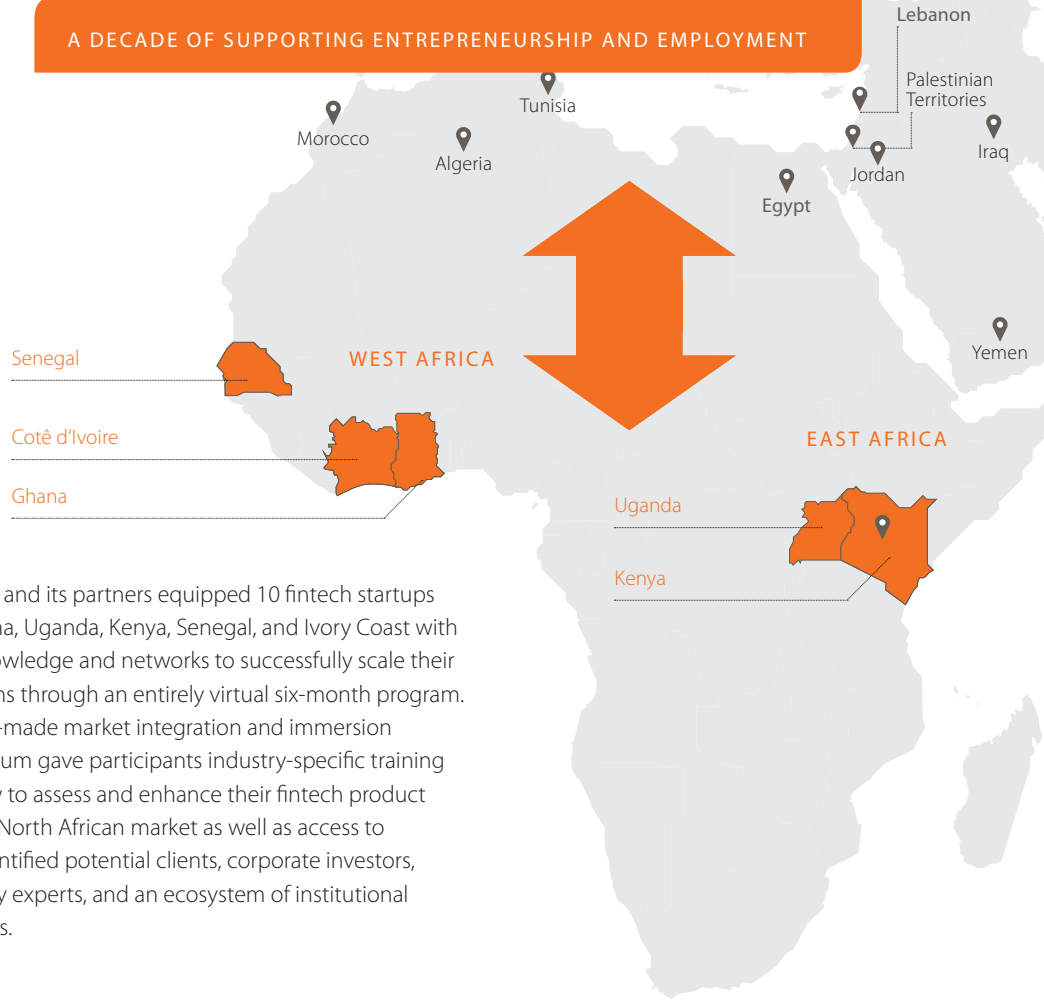 A DECADE OF SUPPORTING ENTREPRENEURSHIP AND EMPLOYMENT
Lebanon
Palestinian
Territories
Tunisia
Morocco
Algeria
Iraq
Jordan
Egypt
Yemen
Senegal
WEST AFRICA
Cotê d'Ivoire
EAST AFRICA
Ghana
Uganda
Kenya
and its partners equipped 10 fintech startups
na, Uganda, Kenya, Senegal, and Ivory Coast with
owledge and networks to successfully scale their
ns through an entirely virtual six-month program.
-made market integration and immersion
um gave participants industry-specific training
to assess and enhance their fintech product
North African market as well as access to
ntified potential clients, corporate investors,
y experts, and an ecosystem of institutional
s.